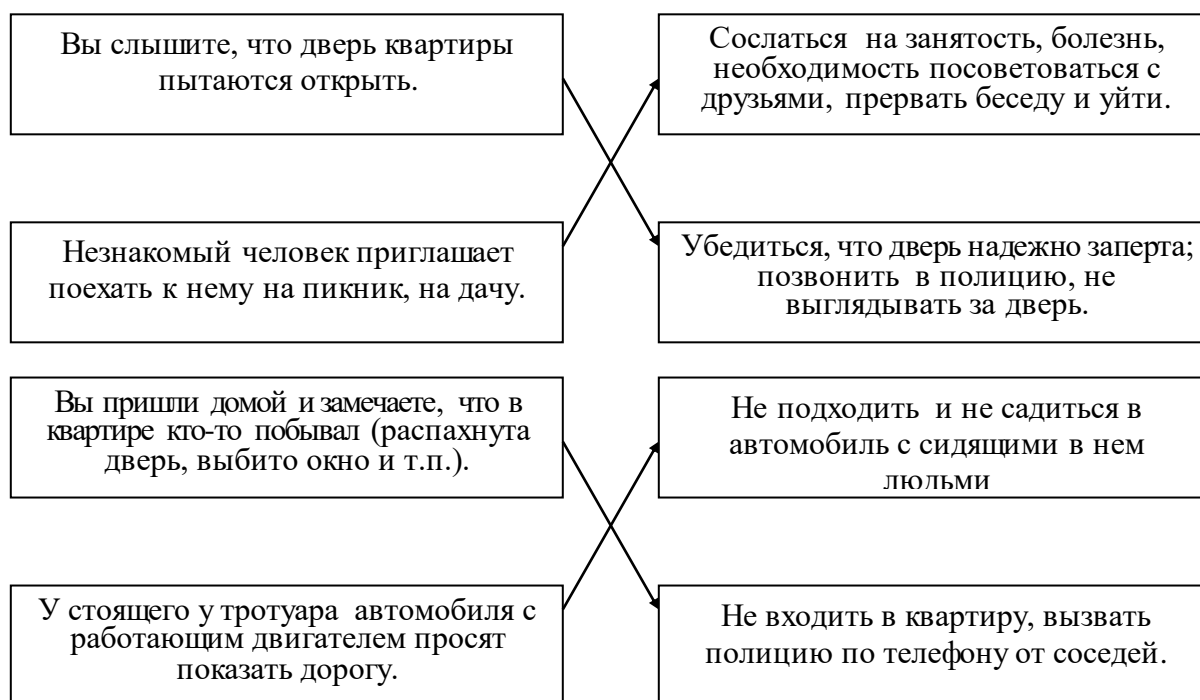 Вы слышите, что дверь квартиры
пытаются открыть.
Сослаться на занятость, болезнь,
необходимость посоветоваться с
друзьями, прервать беседу и уйти.
Незнакомый человек приглашает
поехать к нему на пикник, на дачу.
Убедиться, что дверь надежно заперта;
позвонить в полицию, не
выглядывать за дверь.
Вы пришли домой и замечаете, что в
квартире кто-то побывал (распахнута
дверь, выбито окно и т.п.).
Не подходить и не садиться в
автомобиль с сидящими в нем
людьми
У стоящего у тротуара автомобиля с
работающим двигателем просят
показать дорогу.
Не входить в квартиру, вызвать
полицию по телефону от соседей.